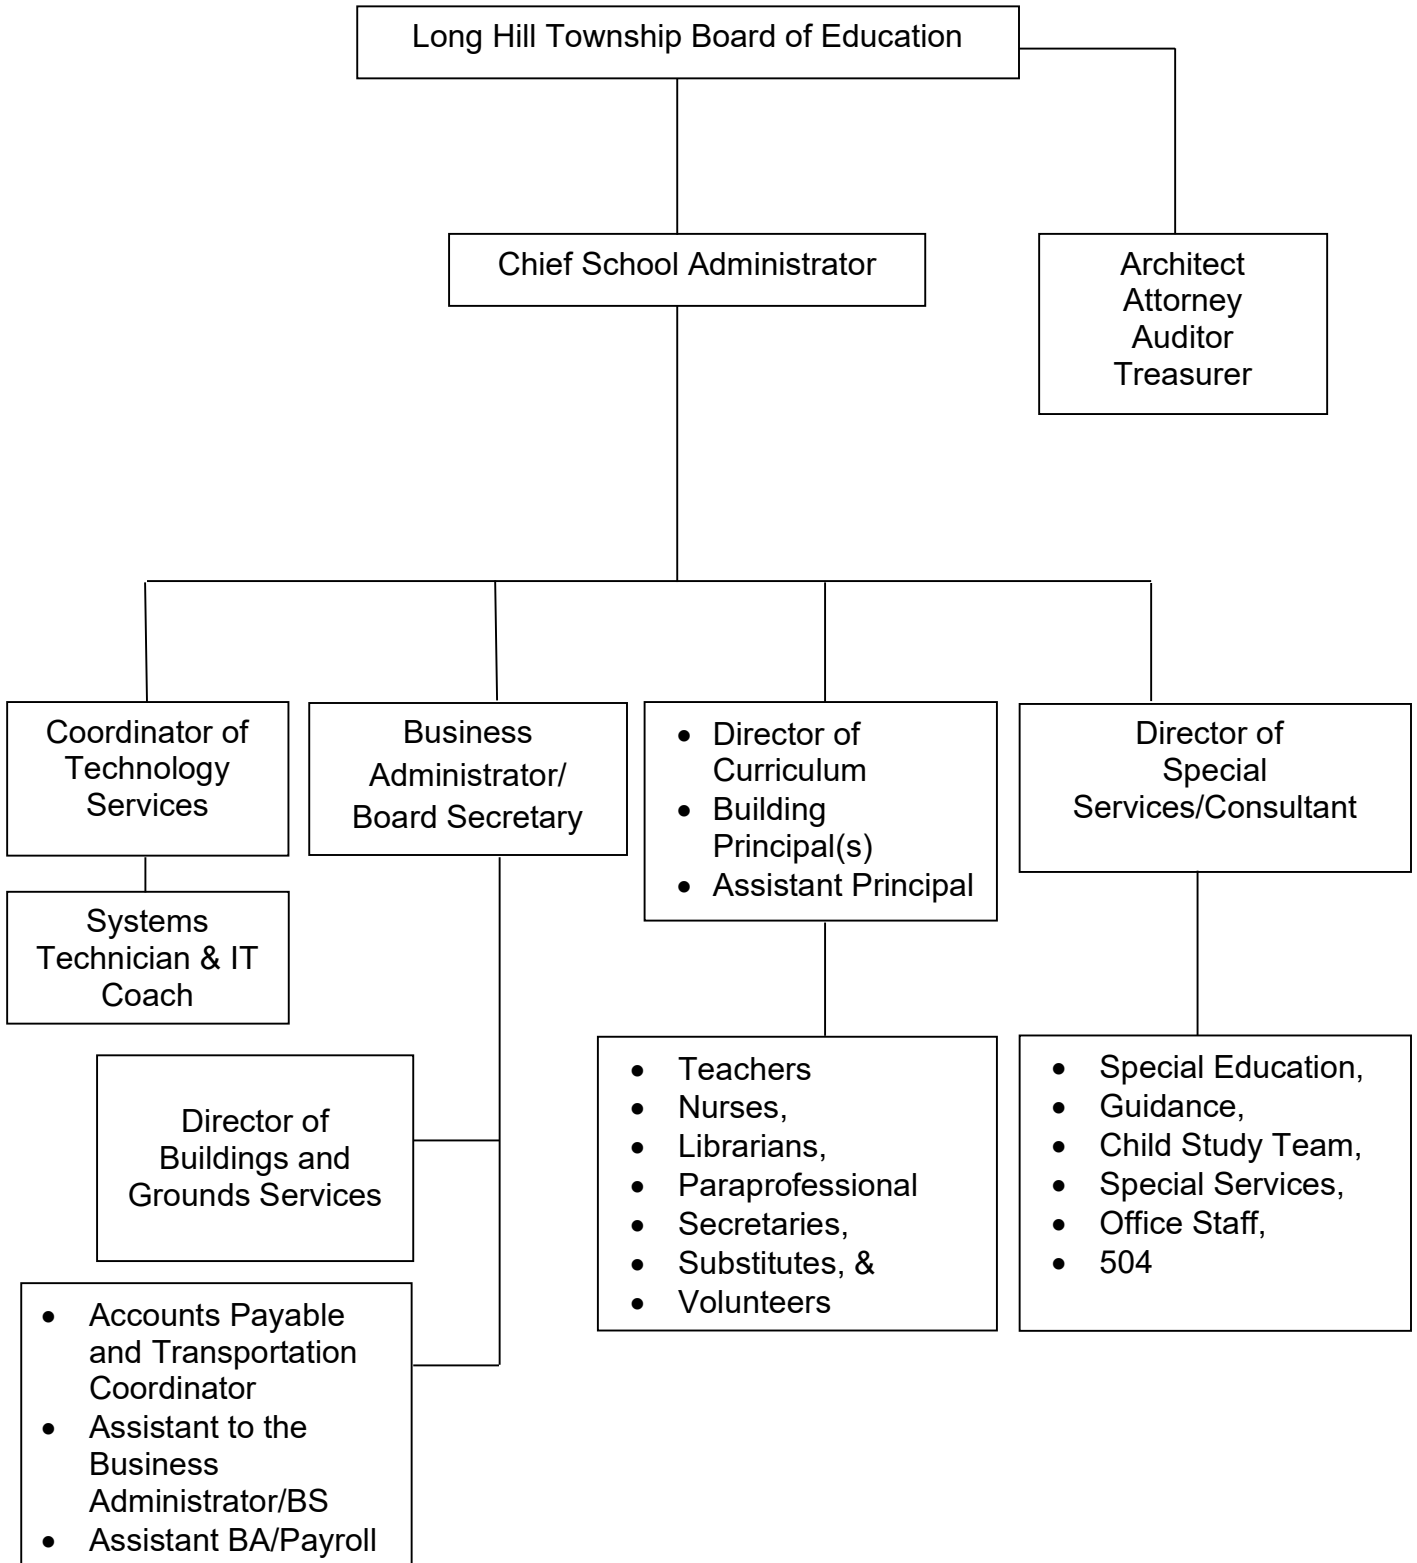 Long Hill Township Board of Education
Chief School Administrator
Architect
Attorney
Auditor
Treasurer
Coordinator of
Technology
Services
Business
Administrator/
Board Secretary
• Director of
Curriculum
• Building
Principal(s)
• Assistant Principal
Director of
Special
Services/Consultant
Systems
Technician & IT
Coach
Director of
Buildings and
Grounds Services
• Teachers
• Nurses,
• Librarians,
• Paraprofessional
• Secretaries,
• Substitutes, &
• Volunteers
• Special Education,
• Guidance,
• Child Study Team,
• Special Services,
• Office Staff,
• 504
• Accounts Payable
and Transportation
Coordinator
• Assistant to the
Business
Administrator/BS
• Assistant BA/Payroll